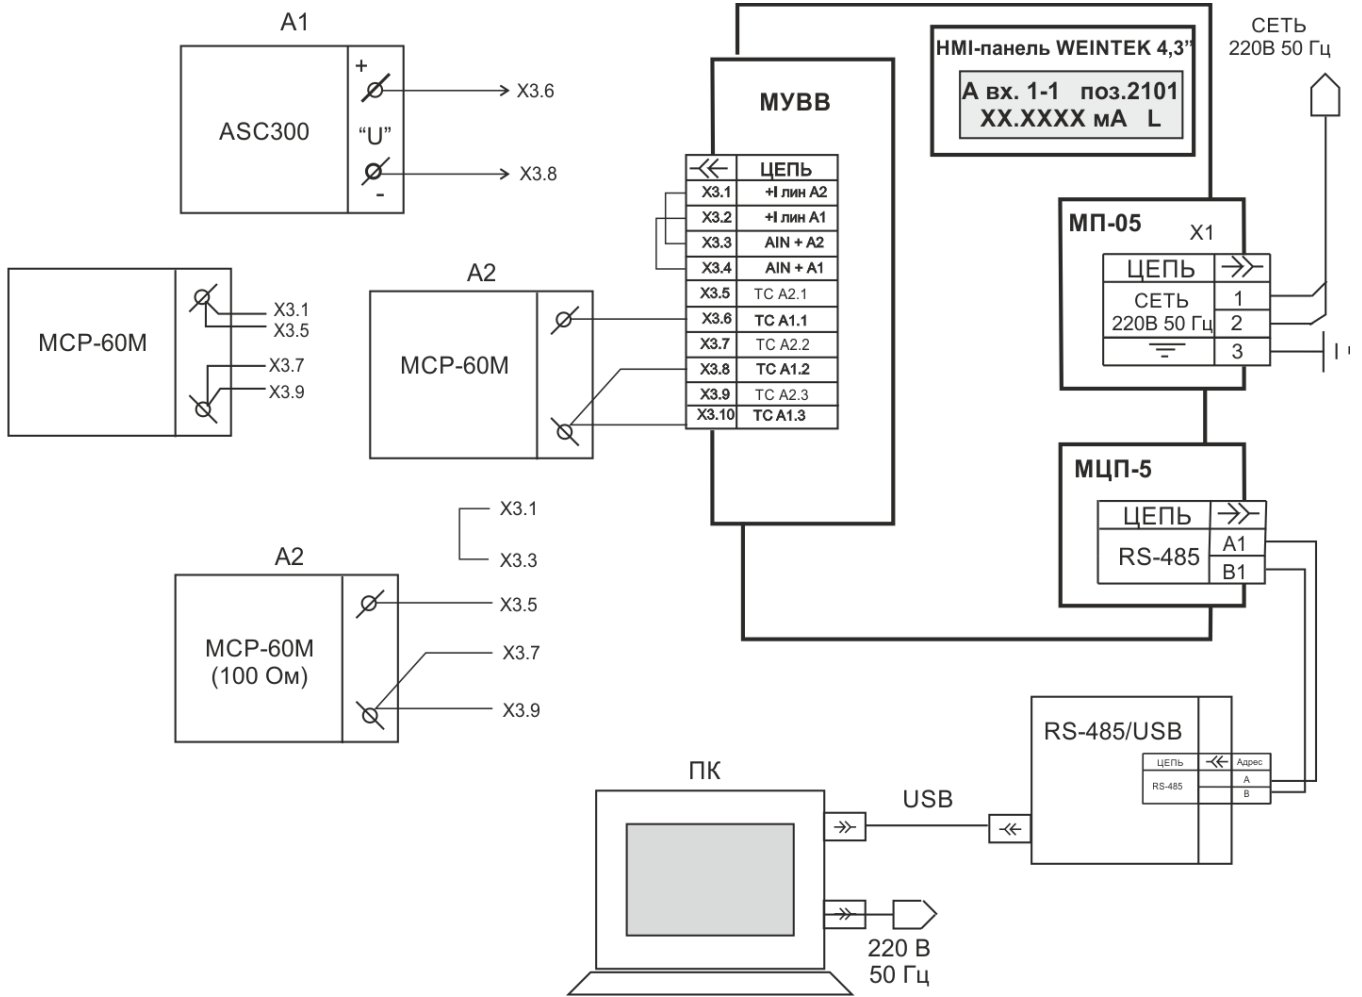 А1
ASC300
+
“U”
-
X3.6
X3.8
МСР-60М
X3.1
X3.5
X3.7
X3.9
А2
МСР-60М
X3.1
X3.3
А2
МСР-60М
(100 Ом)
X3.5
X3.7
X3.9
МУВВ
ЦЕПЬ
X3.1 +I лин А2
X3.2 +I лин А1
X3.3 AIN + A2
X3.4 AIN + A1
X3.5 ТС А2.1
X3.6 ТС А1.1
X3.7 ТС А2.2
X3.8 ТС А1.2
X3.9 ТС А2.3
X3.10 ТС А1.3
HMI-панель WEINTEK 4,3”
А вх. 1-1 поз.2101
XX.XXXX мА L
СЕТЬ
220В 50 Гц
МП-05
X1
ЦЕПЬ
СЕТЬ
220В 50 Гц
1
2
3
МЦП-5
ЦЕПЬ
RS-485
A1
B1
RS-485/USB
ЦЕПЬ Адрес
RS-485
A
B
USB
ПК
220 В
50 Гц